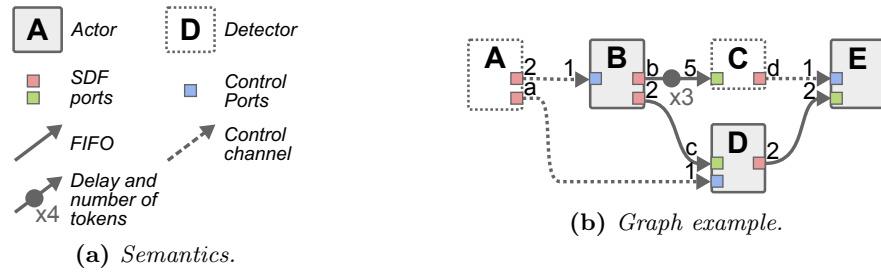 A
Actor
D
Detector
SDF
ports
Control
Ports
FIFO
Control
channel
x4
Delay and
number of
tokens
(a) Semantics.
A
2
a
1
B
b
2
x3
5
C
d
1
2
E
c
1
D
2
(b) Graph example.